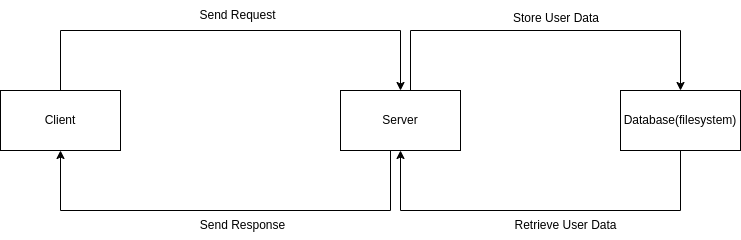 Send Request
Store User Data
Client
Server
Database(filesystem)
Send Response
Retrieve User Data